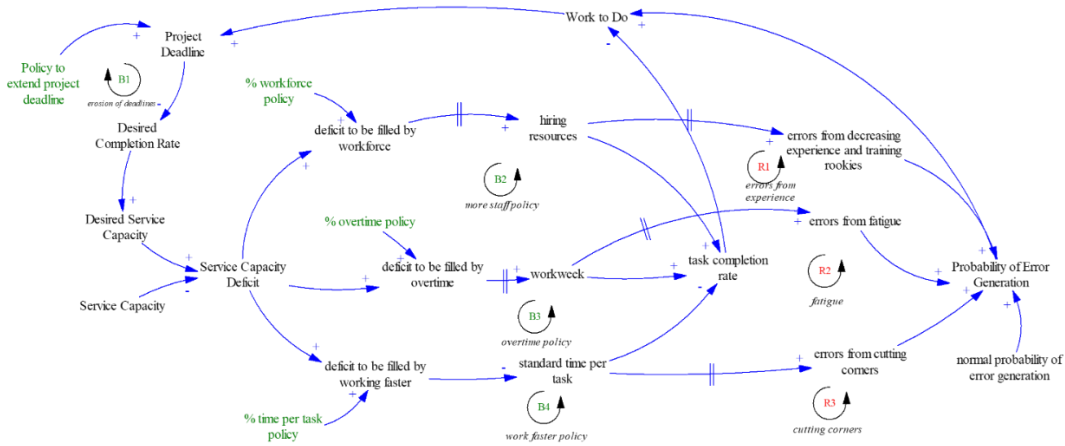 Work to Do
+
+
-
Project
Deadline
+
+
Policy to
extend project
deadline
B1
erosion of deadlines
-
Desired
Completion Rate
% workforce
policy
+
deficit to be filled by
workforce
+
+
hiring
resources
+
errors from decreasing
experience and training
rookies
R1
errors from
experience
B2
more staff policy
+
Desired Service
Capacity
+
% overtime policy
+
errors from fatigue
+
Service Capacity
Deficit
-
Service Capacity
deficit to be filled by
overtime
+
+
workweek
+
+
task completion
rate
-
R2
fatigue
+
+
Probability of Error
Generation
+
+
B3
overtime policy
+
deficit to be filled by
working faster
+
-
standard time per
task
+
errors from cutting
corners
normal probability of
error generation
% time per task
policy
B4
work faster policy
R3
cutting corners